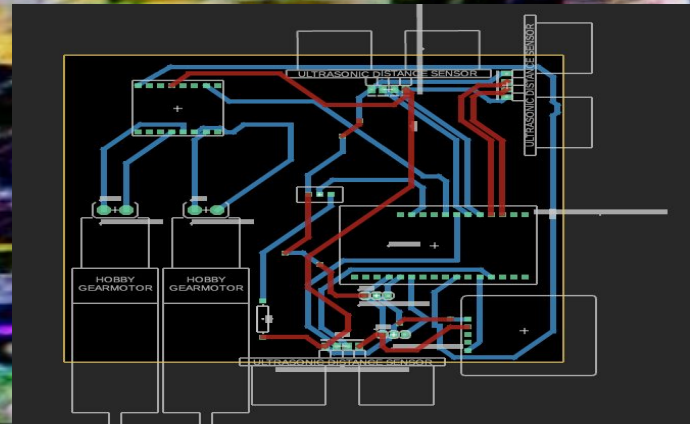 ULTRASONIC DISTANCE SENSOR
ULTRASONIC DISTANCE SENSOR
HOBBY
GEARMOTOR
HOBBY
GEARMOTOR
ULTRASONIC DISTANCE SENSOR